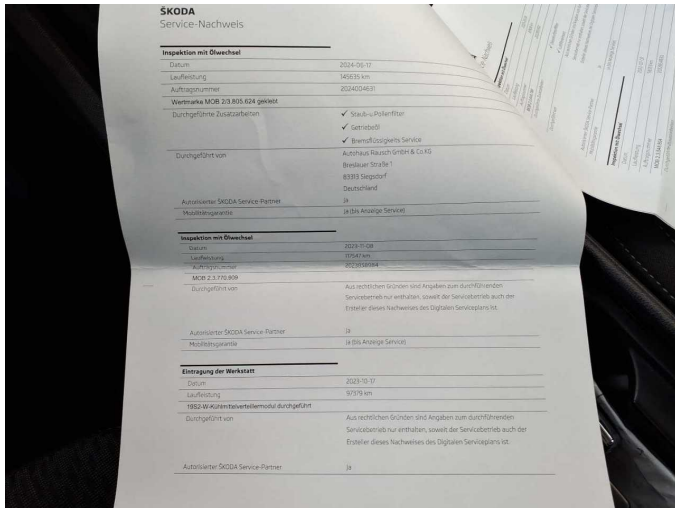 ŠKODA
Service-Nachweis
Inspektion mit Ölwechsel
Datum 2024-06-17
Laufleistung 145635 km
Auftragsnummer 2024004631
Wertmarke MOB 2/3.805.624 geklebt
Durchgeführte Zusatzarbeiten ✓ Staub-u.Pollenfilter
✓ Getriebeöl
✓ Bremsflüssigkeits Service
Durchgeführt von Autohaus Rausch GmbH & Co.KG
Breslauer Straße 1
83313 Siegsdorf
Deutschland
Autorisierter ŠKODA Service-Partner Ja
Mobilitätsgarantie Ja (bis Anzeige Service)
Inspektion mit Ölwechsel
Datum 2023-11-08
Laufleistung 117547 km
Auftragsnummer
MOB 2.3.770.909
Durchgeführt von Aus rechtlichen Gründen sind Angaben zum durchführenden
Servicebetrieb nur enthalten, soweit der Servicebetrieb auch der
Ersteller dieses Nachweises des Digitalen Serviceplans ist.
Autorisierter ŠKODA Service-Partner Ja
Mobilitätsgarantie Ja (bis Anzeige Service)
Eintragung der Werkstatt
Datum 2023-10-17
Laufleistung 97379 km
19S2-W-Kühlmittelverteilermodul durchgeführt
Durchgeführt von Aus rechtlichen Gründen sind Angaben zum durchführenden
Servicebetrieb nur enthalten, soweit der Servicebetrieb auch der
Ersteller dieses Nachweises des Digitalen Serviceplans ist.
Autorisierter ŠKODA Service-Partner Ja